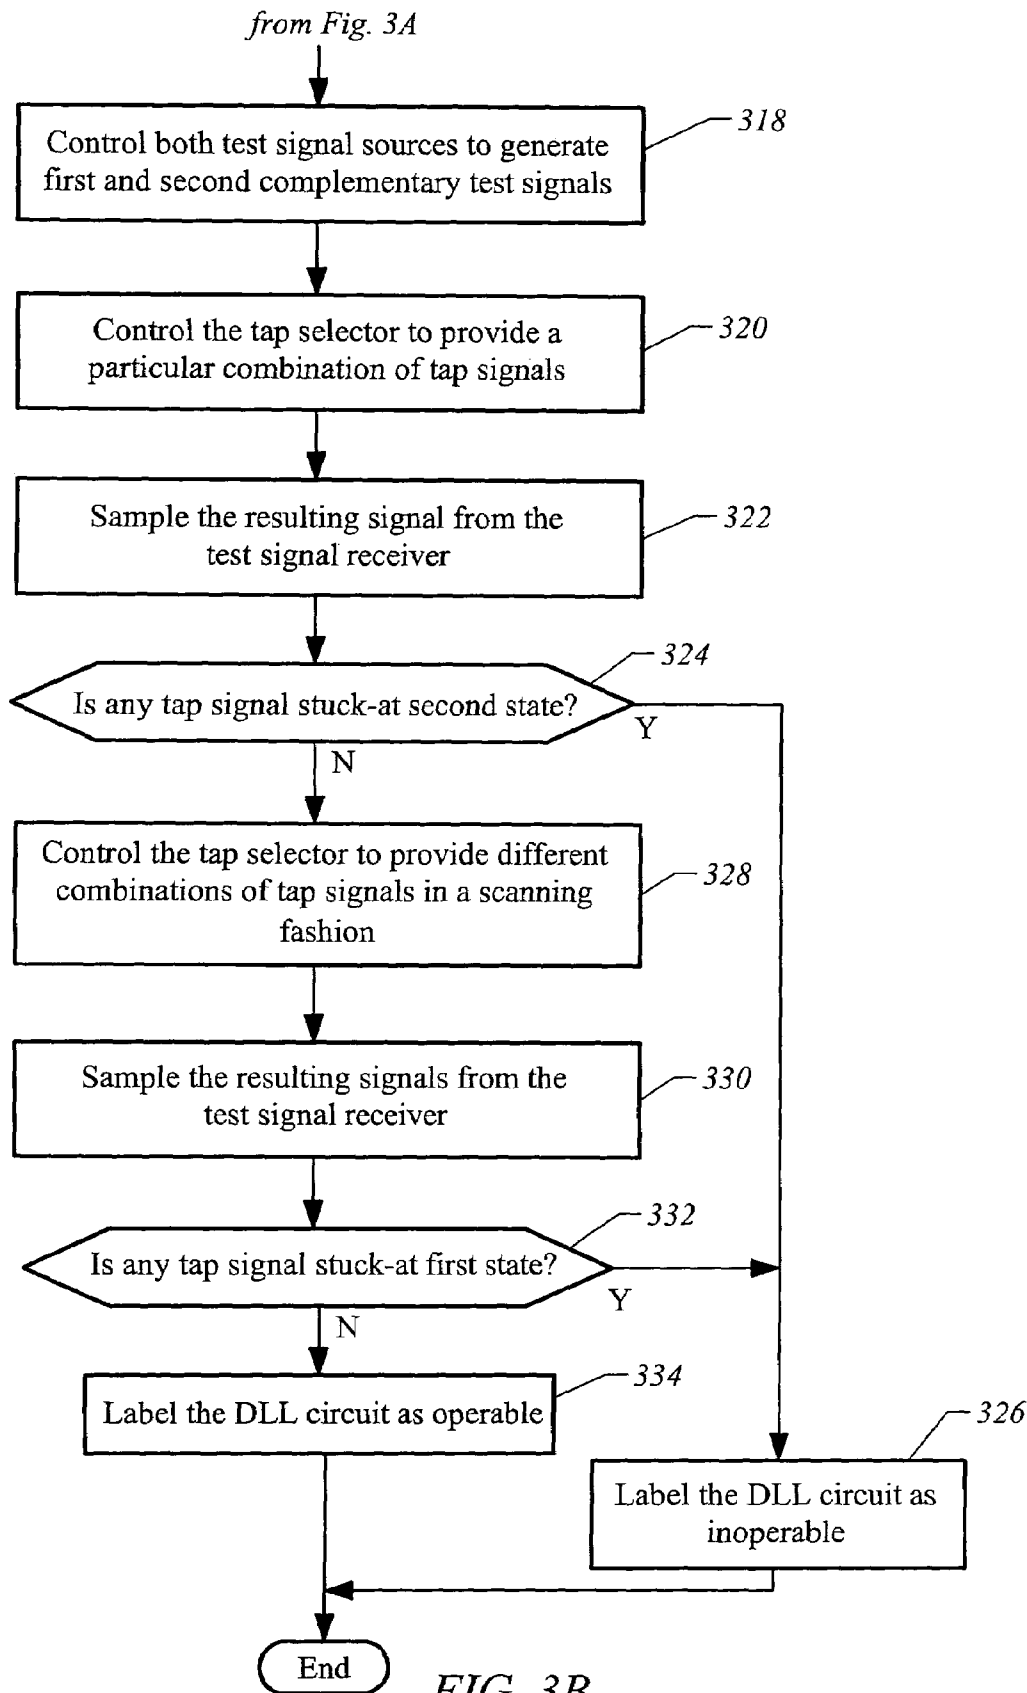 from Fig. 3A
318
Control both test signal sources to generate
first and second complementary test signals
320
Control the tap selector to provide a
particular combination of tap signals
322
Sample the resulting signal from the
test signal receiver
324
Is any tap signal stuck-at second state?
Y
N
Control the tap selector to provide different
combinations of tap signals in a scanning
fashion
328
Sample the resulting signals from the
test signal receiver
330
332
Is any tap signal stuck-at first state?
Y
N
334
Label the DLL circuit as operable
326
Label the DLL circuit as
inoperable
End
FIG. 3B